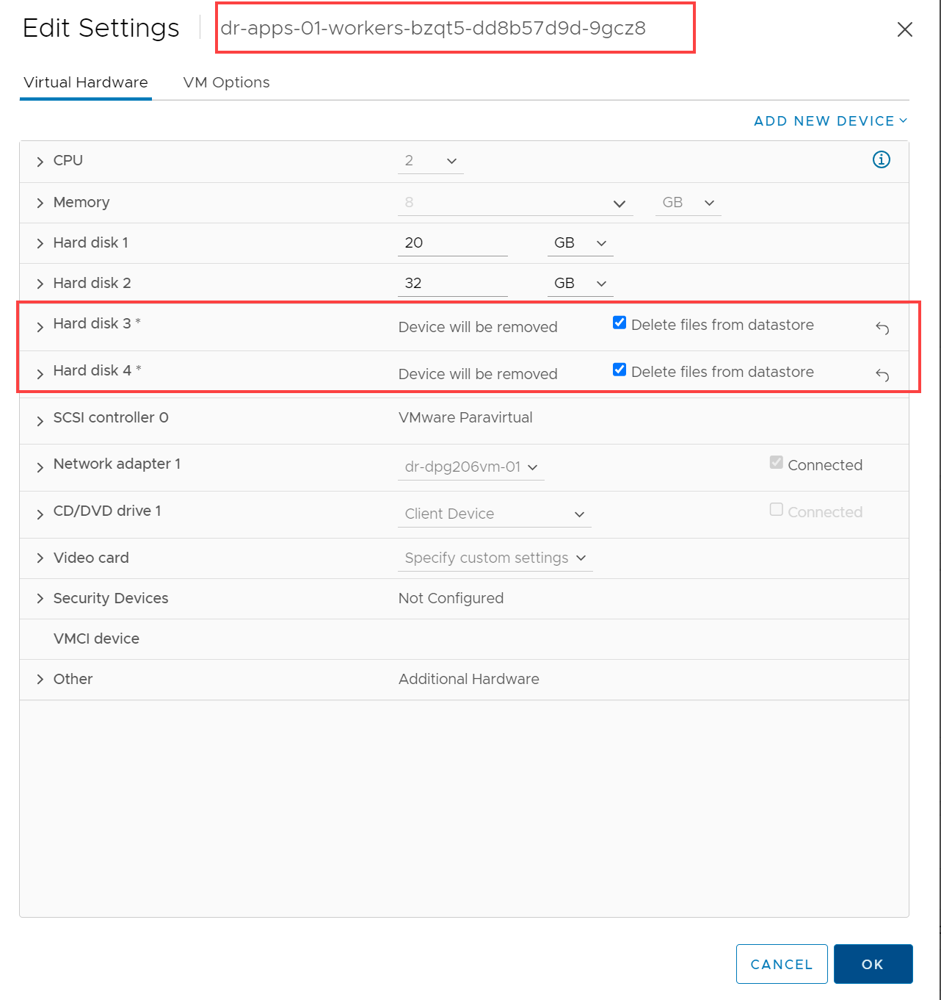 Edit Settings dr-apps-01-workers-bzqt5-dd8b57d9d-9gcz8
Virtual Hardware VM Options
ADD NEW DEVICE
CPU 2
Memory 8 GB
Hard disk 1 20 GB
Hard disk 2 32 GB
Hard disk 3 * Device will be removed Delete files from datastore
Hard disk 4 * Device will be removed Delete files from datastore
SCSI controller 0 VMware Paravirtual
Network adapter 1 dr-dpg206vm-01 Connected
CD/DVD drive 1 Client Device Connected
Video card Specify custom settings
Security Devices Not Configured
VMCI device
Other Additional Hardware
CANCEL OK